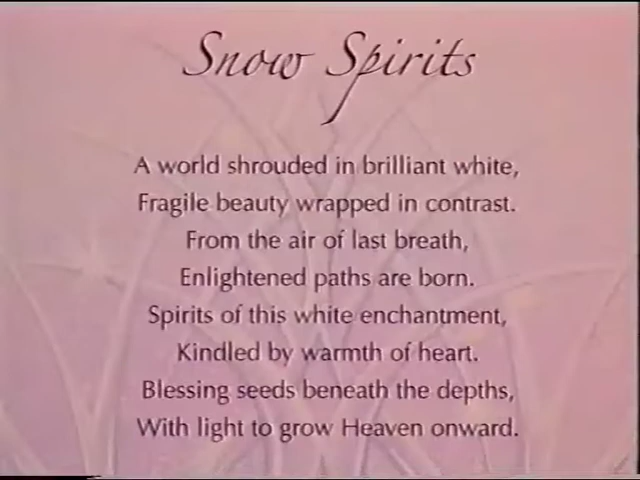 Snow Spirits
A world shrouded in brilliant white,
Fragile beauty wrapped in contrast.
From the air of last breath,
Enlightened paths are born.
Spirits of this white enchantment,
Kindled by warmth of heart.
Blessing seeds beneath the depths,
With light to grow Heaven onward.